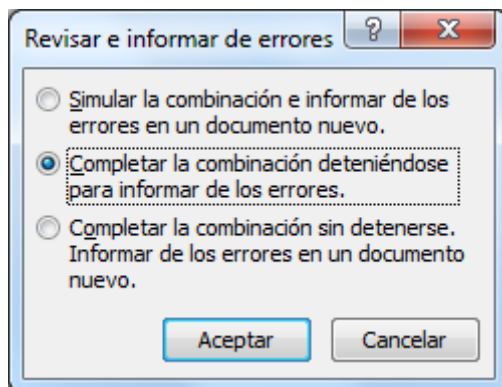 Revisar e informar de errores
Simular la combinación e informar de los
errores en un documento nuevo.
Completar la combinación deteniéndose
para informar de los errores.
Completar la combinación sin detenerse.
Informar de los errores en un documento
nuevo.
Aceptar Cancelar